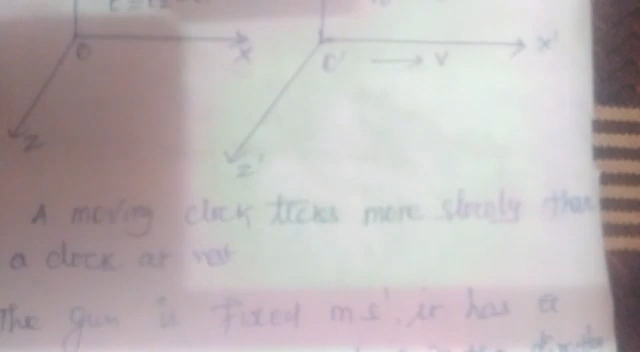 O X O' → V X'
Z Z'
A moving clock ticks more slowly than
a clock at rest
The gun is fixed in s', it has a